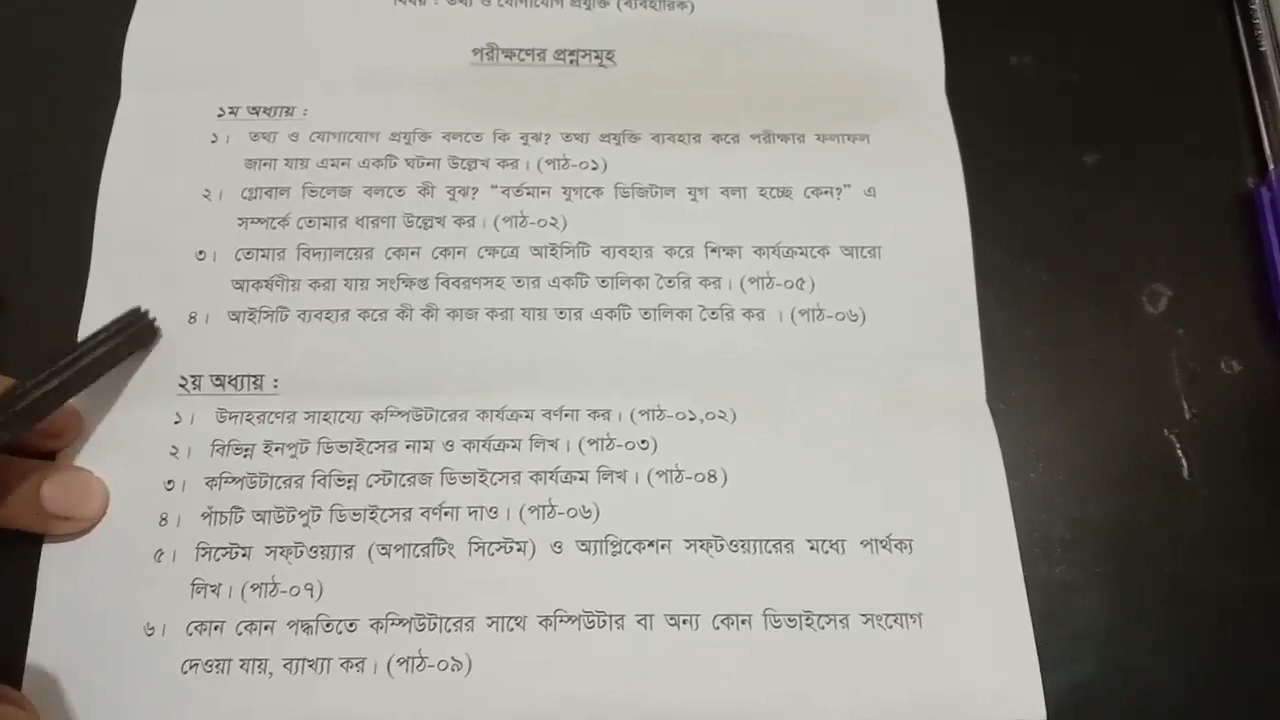 বিষয় : তথ্য ও যোগাযোগ প্রযুক্তি (ব্যবহারিক)
পরীক্ষণের প্রশ্নসমূহ
১ম অধ্যায় :
১। তথ্য ও যোগাযোগ প্রযুক্তি বলতে কি বুঝ? তথ্য প্রযুক্তি ব্যবহার করে পরীক্ষার ফলাফল
জানা যায় এমন একটি ঘটনা উল্লেখ কর। (পাঠ-০১)
২। গ্লোবাল ভিলেজ বলতে কী বুঝ? “বর্তমান যুগকে ডিজিটাল যুগ বলা হচ্ছে কেন?” এ
সম্পর্কে তোমার ধারণা উল্লেখ কর। (পাঠ-০২)
৩। তোমার বিদ্যালয়ের কোন কোন ক্ষেত্রে আইসিটি ব্যবহার করে শিক্ষা কার্যক্রমকে আরো
আকর্ষণীয় করা যায় সংক্ষিপ্ত বিবরণসহ তার একটি তালিকা তৈরি কর। (পাঠ-০৫)
৪। আইসিটি ব্যবহার করে কী কী কাজ করা যায় তার একটি তালিকা তৈরি কর । (পাঠ-০৬)
২য় অধ্যায় :
১। উদাহরণের সাহায্যে কম্পিউটারের কার্যক্রম বর্ণনা কর। (পাঠ-০১,০২)
২। বিভিন্ন ইনপুট ডিভাইসের নাম ও কার্যক্রম লিখ। (পাঠ-০৩)
৩। কম্পিউটারের বিভিন্ন স্টোরেজ ডিভাইসের কার্যক্রম লিখ। (পাঠ-০৪)
৪। পাঁচটি আউটপুট ডিভাইসের বর্ণনা দাও। (পাঠ-০৬)
৫। সিস্টেম সফ্‌টওয়্যার (অপারেটিং সিস্টেম) ও অ্যাপ্লিকেশন সফ্‌টওয়্যারের মধ্যে পার্থক্য
লিখ। (পাঠ-০৭)
৬। কোন কোন পদ্ধতিতে কম্পিউটারের সাথে কম্পিউটার বা অন্য কোন ডিভাইসের সংযোগ
দেওয়া যায়, ব্যাখ্যা কর। (পাঠ-০৯)